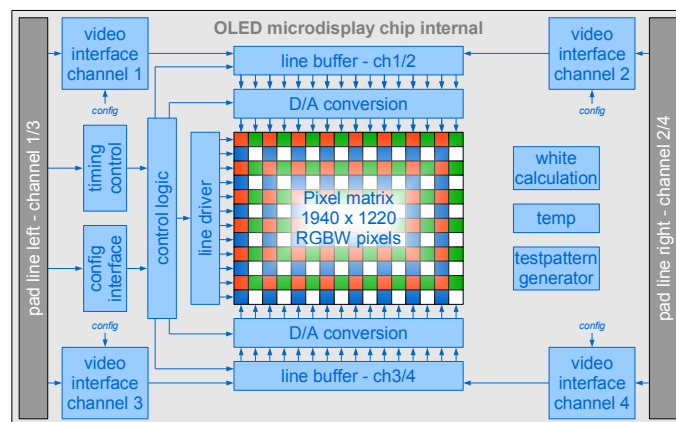 OLED microdisplay chip internal
pad line left - channel 1/3
video
interface
channel 1
config
line buffer - ch1/2
video
interface
channel 2
config
pad line right - channel 2/4
D/A conversion
timing
control
control logic
line driver
Pixel matrix
1940 x 1220
RGBW pixels
white
calculation
temp
config
interface
testpattern
generator
config
D/A conversion
config
video
interface
channel 3
line buffer - ch3/4
video
interface
channel 4